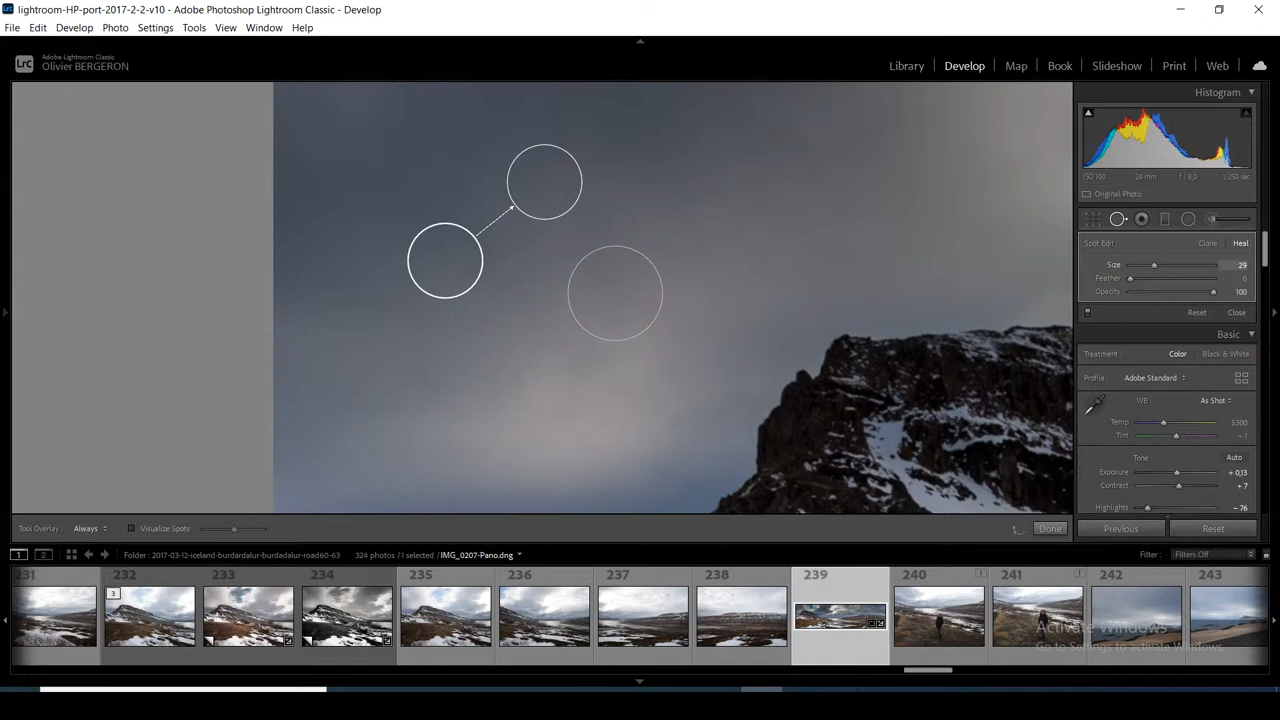 lightroom-HP-port-2017-2-2-v10 - Adobe Photoshop Lightroom Classic - Develop
File Edit Develop Photo Settings Tools View Window Help
LrC
Adobe Lightroom Classic
Olivier BERGERON
Library Develop Map Book Slideshow Print Web
Histogram
ISO 100 24 mm f / 8,0 1/250 sec
Original Photo
Spot Edit: Clone Heal
Size 29
Feather 0
Opacity 100
Reset Close
Basic
Treatment: Color Black & White
Profile: Adobe Standard
WB: As Shot
Temp 5300
Tint -1
Tone Auto
Exposure + 0,13
Contrast + 7
Highlights - 76
Tool Overlay: Always Visualize Spots Done
Previous Reset
1 2 Folder : 2017-03-12-iceland-burdardalur-burdadalur-road60-63 324 photos /1 selected /IMG_0207-Pano.dng Filter : Filters Off
231 232 233 234 235 236 237 238 239 240 241 242 243
3
1 1
Activate Windows
Go to Settings to activate Windows.